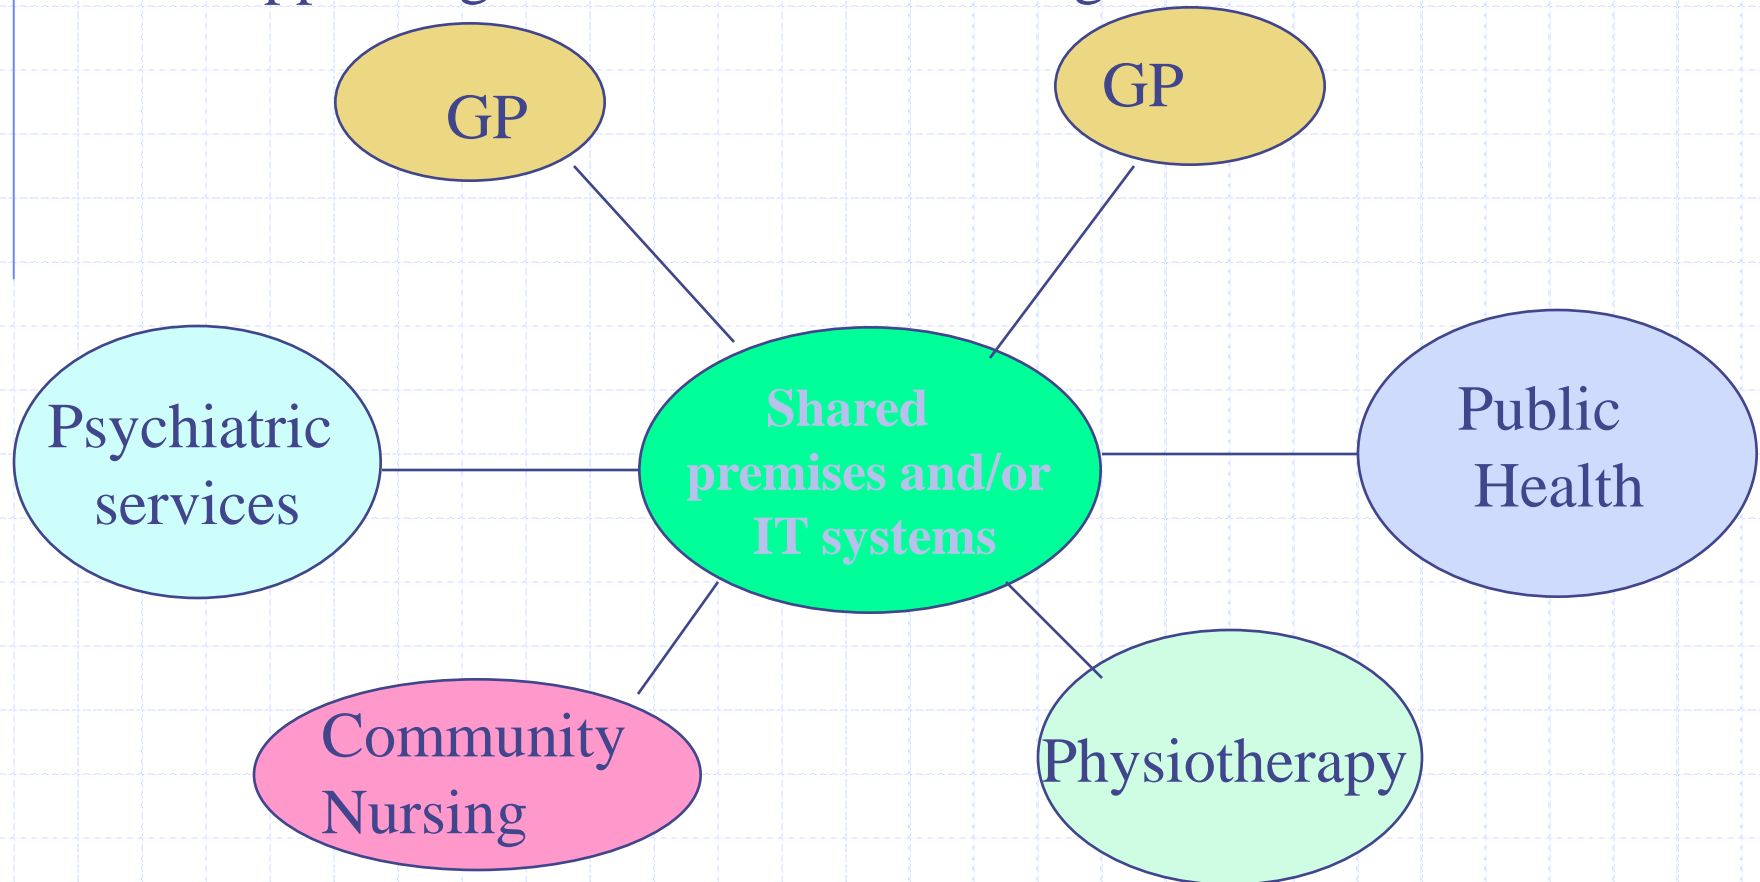 GP
GP
Psychiatric
services
Shared
premises and/or
IT systems
Public
Health
Community
Nursing
Physiotherapy